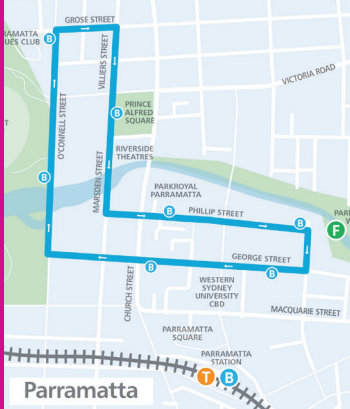 GROSE STREET
RAMATTA
UES CLUB
B
VILLIERS STREET
VICTORIA ROAD
O'CONNELL STREET
B
PRINCE
ALFRED
SQUARE
RIVERSIDE
THEATRES
MARSDEN STREET
B
PARKROYAL
PARRAMATTA
B
PHILLIP STREET
B
PAR
W
F
T
GEORGE STREET
B
B
CHURCH STREET
WESTERN
SYDNEY
UNIVERSITY
CBD
MACQUARIE STREET
PARRAMATTA
SQUARE
PARRAMATTA
STATION
T
B
Parramatta